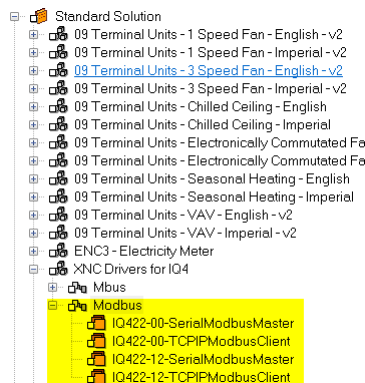 Standard Solution
09 Terminal Units - 1 Speed Fan - English - v2
09 Terminal Units - 1 Speed Fan - Imperial - v2
09 Terminal Units - 3 Speed Fan - English - v2
09 Terminal Units - 3 Speed Fan - Imperial - v2
09 Terminal Units - Chilled Ceiling - English
09 Terminal Units - Chilled Ceiling - Imperial
09 Terminal Units - Electronically Commutated Fa
09 Terminal Units - Electronically Commutated Fa
09 Terminal Units - Seasonal Heating - English
09 Terminal Units - Seasonal Heating - Imperial
09 Terminal Units - VAV - English - v2
09 Terminal Units - VAV - Imperial - v2
ENC3 - Electricity Meter
XNC Drivers for IQ4
Mbus
Modbus
IQ422-00-SerialModbusMaster
IQ422-00-TCPIPModbusClient
IQ422-12-SerialModbusMaster
IQ422-12-TCPIPModbusClient